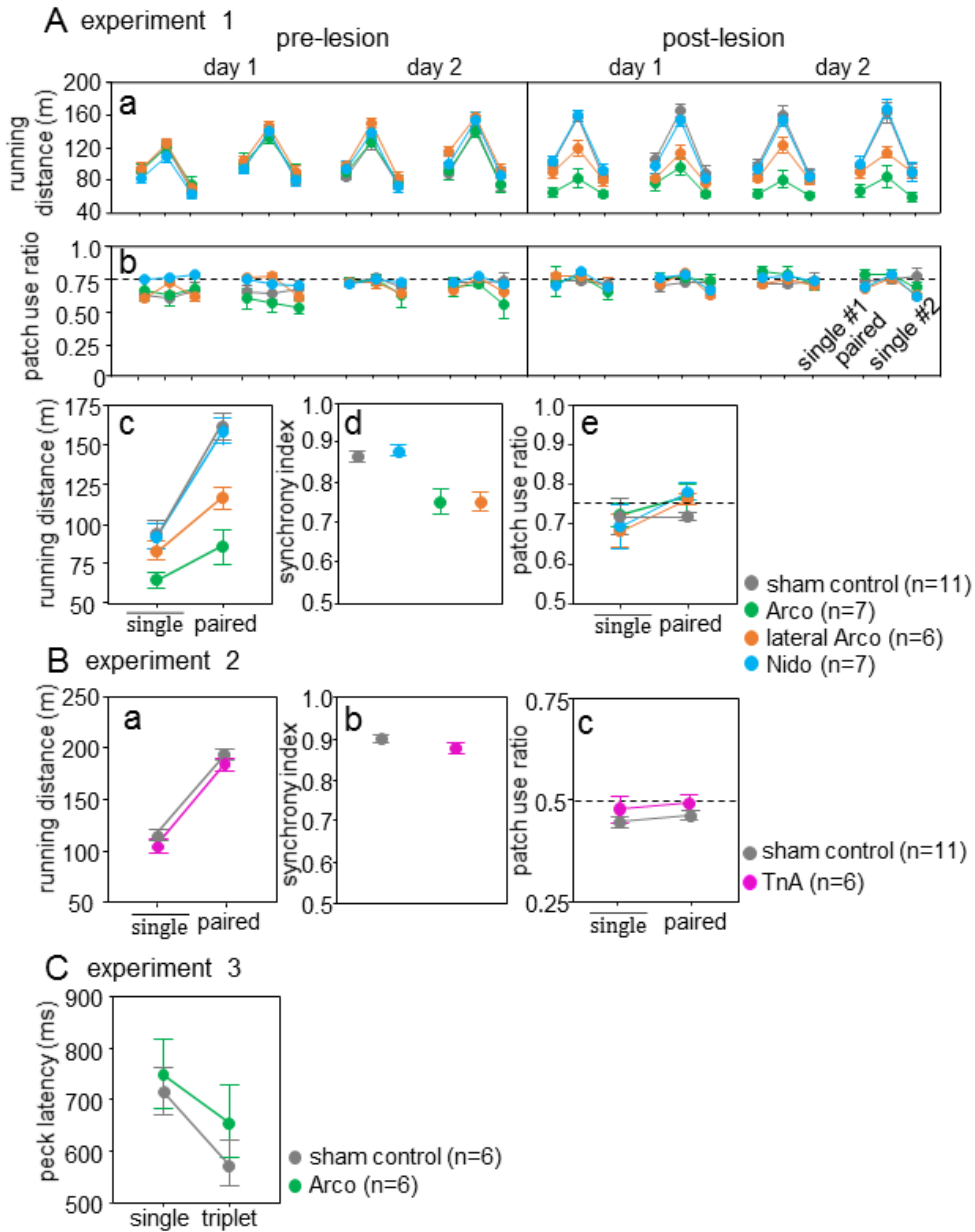 A experiment 1
pre-lesion
post-lesion
day 1
day 2
day 1
day 2
a
running
distance (m)
200
160
120
80
40
b
patch use ratio
1.0
0.75
0.50
0.25
0
single #1
paired
single #2
c
running distance (m)
175
150
125
100
75
50
single
paired
d
synchrony index
1.0
0.9
0.8
0.7
0.6
0.5
e
patch use ratio
1.0
0.9
0.8
0.7
0.6
0.5
single
paired
sham control (n=11)
Arco (n=7)
lateral Arco (n=6)
Nido (n=7)
B experiment 2
a
running distance (m)
250
200
150
100
50
single
paired
b
synchrony index
1.0
0.9
0.8
0.7
0.6
0.5
c
patch use ratio
0.75
0.5
0.25
single
paired
sham control (n=11)
TnA (n=6)
C experiment 3
peck latency (ms)
900
800
700
600
500
single
triplet
sham control (n=6)
Arco (n=6)